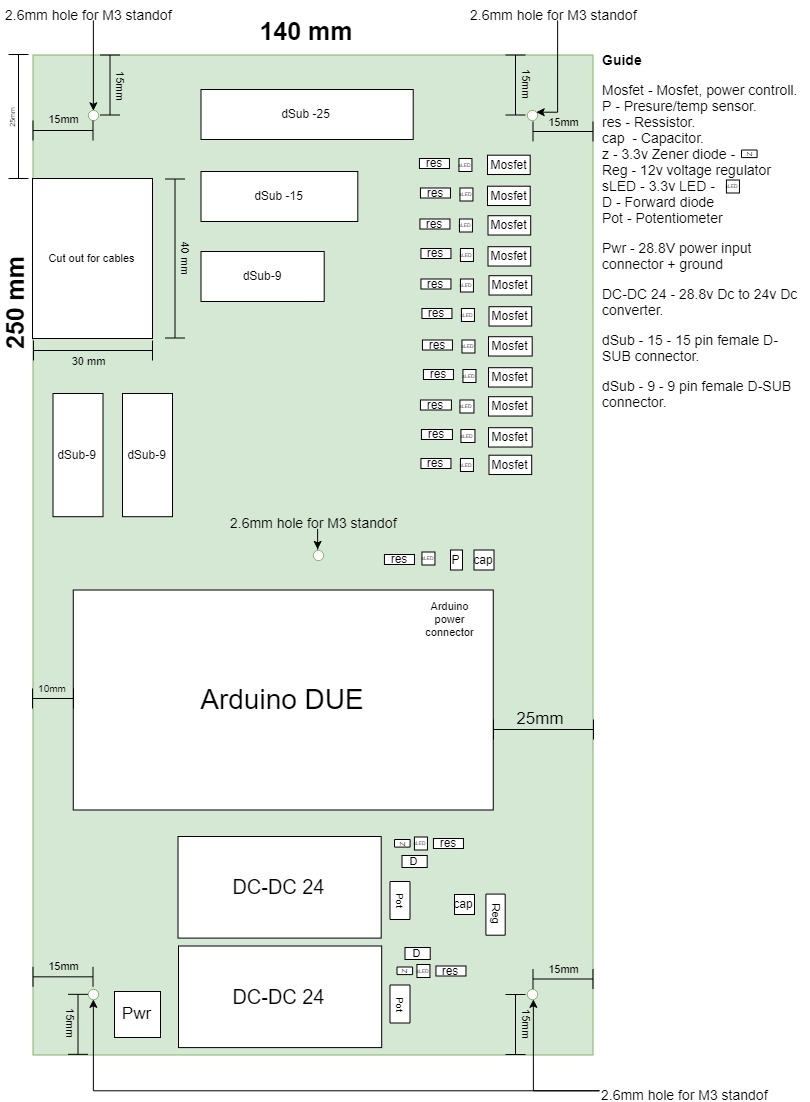 2.6mm hole for M3 standof
2.6mm hole for M3 standof
140 mm
15mm
15mm
25mm
15mm
15mm
dSub -25
dSub -15
dSub-9
Cut out for cables
40 mm
30 mm
250 mm
res sLED Mosfet
res sLED Mosfet
res sLED Mosfet
res sLED Mosfet
res sLED Mosfet
res sLED Mosfet
res sLED Mosfet
res sLED Mosfet
res sLED Mosfet
res sLED Mosfet
res sLED Mosfet
dSub-9
dSub-9
2.6mm hole for M3 standof
res sLED P cap
Arduino
power
connector
Arduino DUE
10mm
25mm
DC-DC 24
Z sLED res
D
Pot
cap
Reg
DC-DC 24
D
Z sLED res
Pot
15mm
15mm
Pwr
15mm
15mm
2.6mm hole for M3 standof
Guide
Mosfet - Mosfet, power controll.
P - Presure/temp sensor.
res - Ressistor.
cap - Capacitor.
z - 3.3v Zener diode - Z
Reg - 12v voltage regulator
sLED - 3.3v LED - sLED
D - Forward diode
Pot - Potentiometer
Pwr - 28.8V power input
connector + ground
DC-DC 24 - 28.8v Dc to 24v Dc
converter.
dSub - 15 - 15 pin female D-
SUB connector.
dSub - 9 - 9 pin female D-SUB
connector.